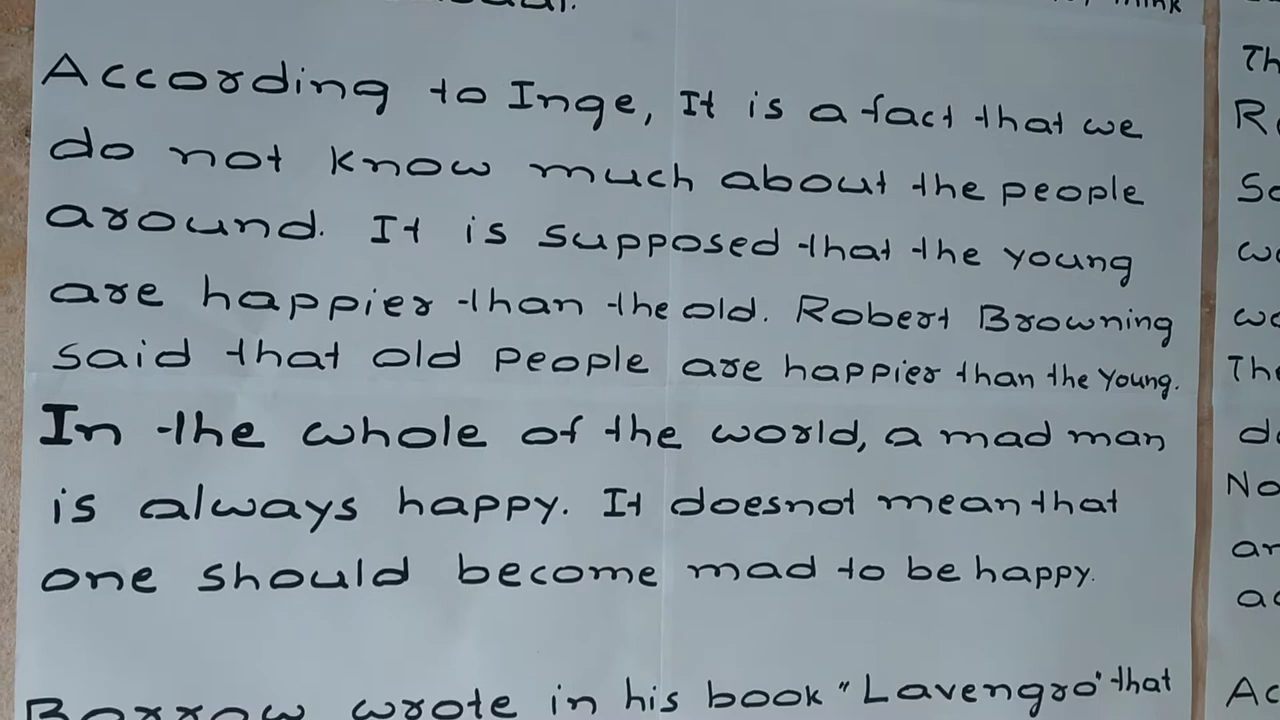 According to Inge, It is a fact that we
do not know much about the people
around. It is supposed that the young
are happier than the old. Robert Browning
said that old people are happier than the young.
In the whole of the world, a mad man
is always happy. It doesnot mean that
one should become mad to be happy.
Borrow wrote in his book "Lavengro" that